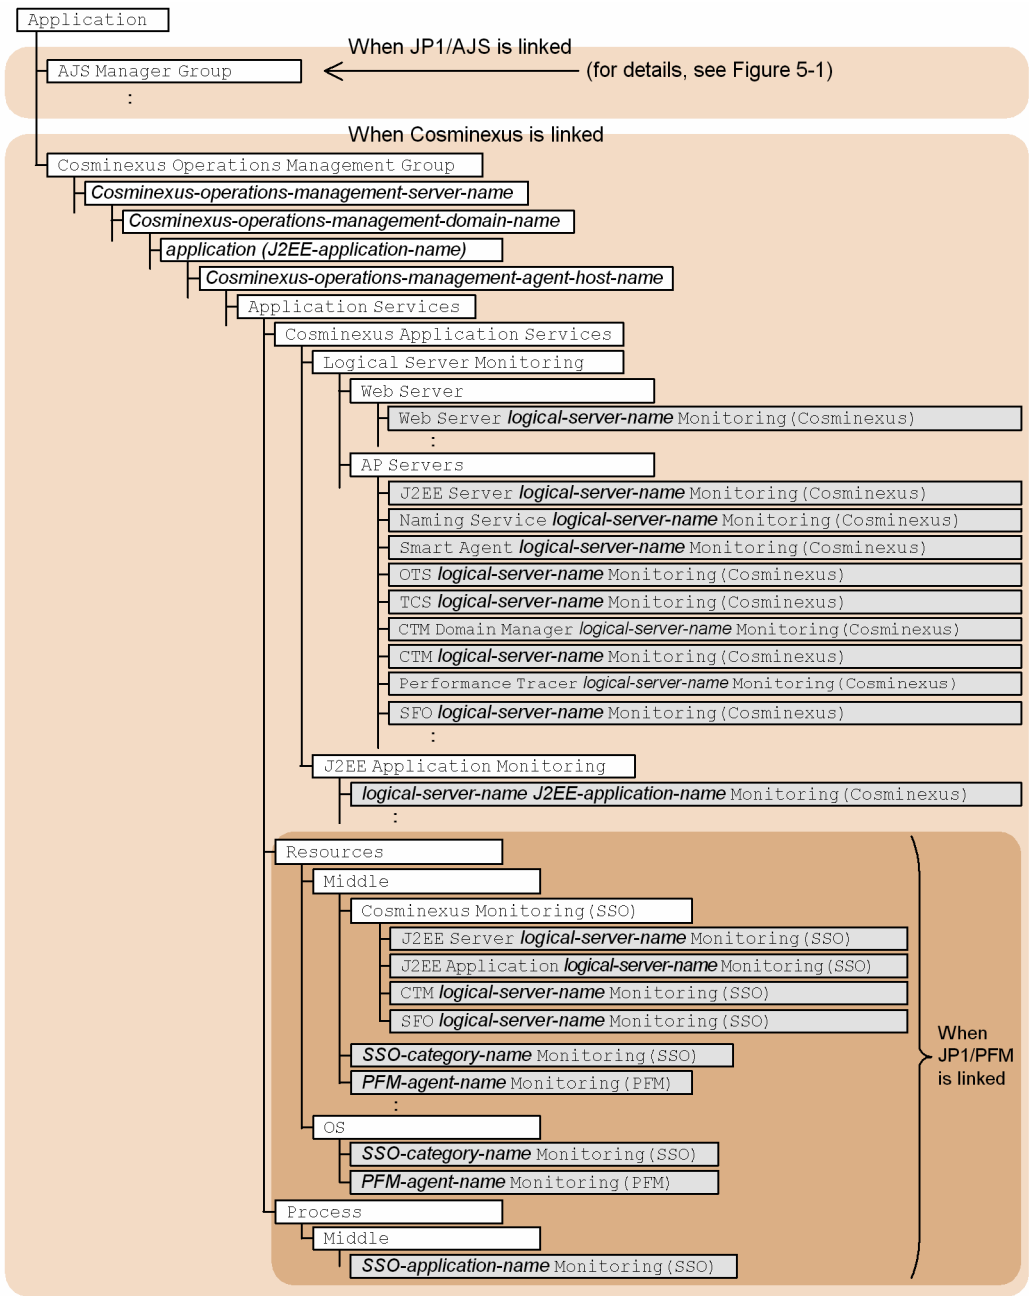 Application
When JP1/AJS is linked
AJS Manager Group
(for details, see Figure 5-1)
:
When Cosminexus is linked
Cosminexus Operations Management Group
Cosminexus-operations-management-server-name
Cosminexus-operations-management-domain-name
application (J2EE-application-name)
Cosminexus-operations-management-agent-host-name
Application Services
Cosminexus Application Services
Logical Server Monitoring
Web Server
Web Server logical-server-name Monitoring(Cosminexus)
:
AP Servers
J2EE Server logical-server-name Monitoring(Cosminexus)
Naming Service logical-server-name Monitoring(Cosminexus)
Smart Agent logical-server-name Monitoring(Cosminexus)
OTS logical-server-name Monitoring(Cosminexus)
TCS logical-server-name Monitoring(Cosminexus)
CTM Domain Manager logical-server-name Monitoring(Cosminexus)
CTM logical-server-name Monitoring(Cosminexus)
Performance Tracer logical-server-name Monitoring(Cosminexus)
SFO logical-server-name Monitoring(Cosminexus)
:
J2EE Application Monitoring
logical-server-name J2EE-application-name Monitoring(Cosminexus)
:
Resources
Middle
Cosminexus Monitoring(SSO)
J2EE Server logical-server-name Monitoring(SSO)
J2EE Application logical-server-name Monitoring(SSO)
CTM logical-server-name Monitoring(SSO)
SFO logical-server-name Monitoring(SSO)
SSO-category-name Monitoring(SSO)
PFM-agent-name Monitoring(PFM)
:
When
JP1/PFM
is linked
OS
SSO-category-name Monitoring(SSO)
PFM-agent-name Monitoring(PFM)
Process
Middle
SSO-application-name Monitoring(SSO)